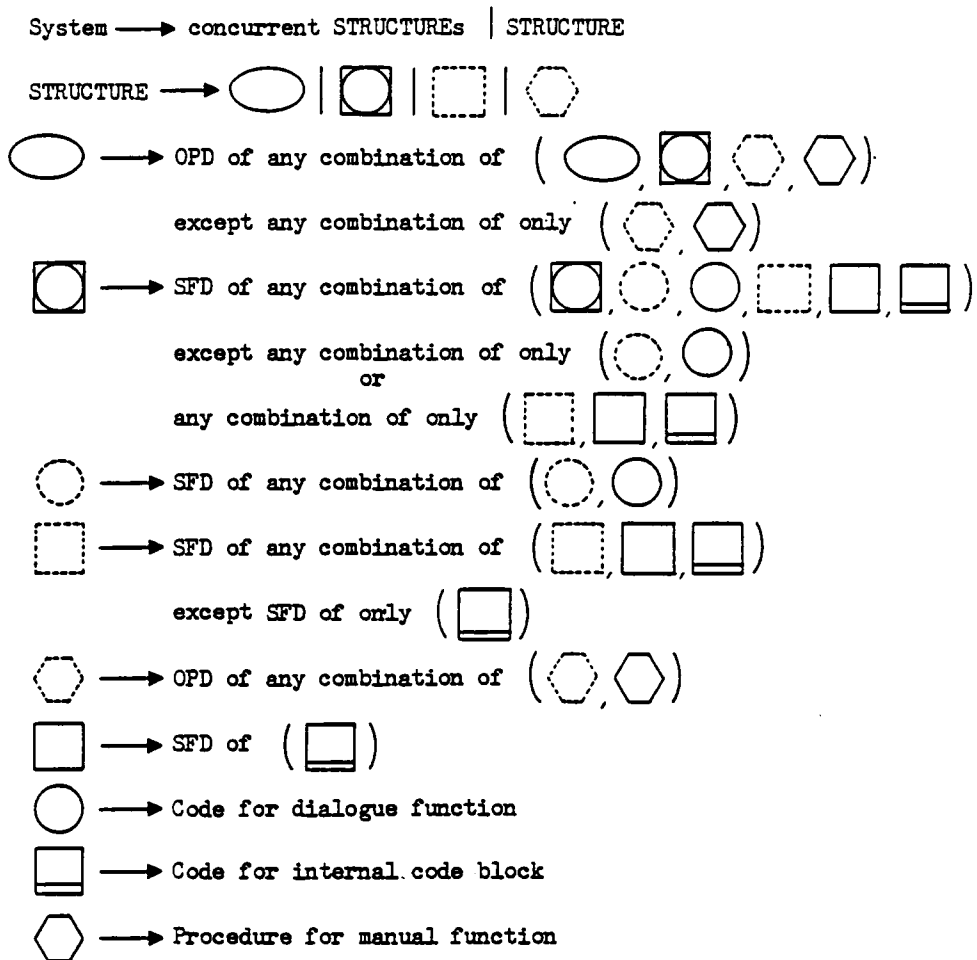 System concurrent STRUCTUREs | STRUCTURE
STRUCTURE | | |
OPD of any combination of ( , , , )
except any combination of only ( , )
SFD of any combination of ( , , , , , )
except any combination of only ( , )
or
any combination of only ( , , )
SFD of any combination of ( , )
SFD of any combination of ( , , )
except SFD of only ( )
OPD of any combination of ( , )
SFD of ( )
Code for dialogue function
Code for internal code block
Procedure for manual function